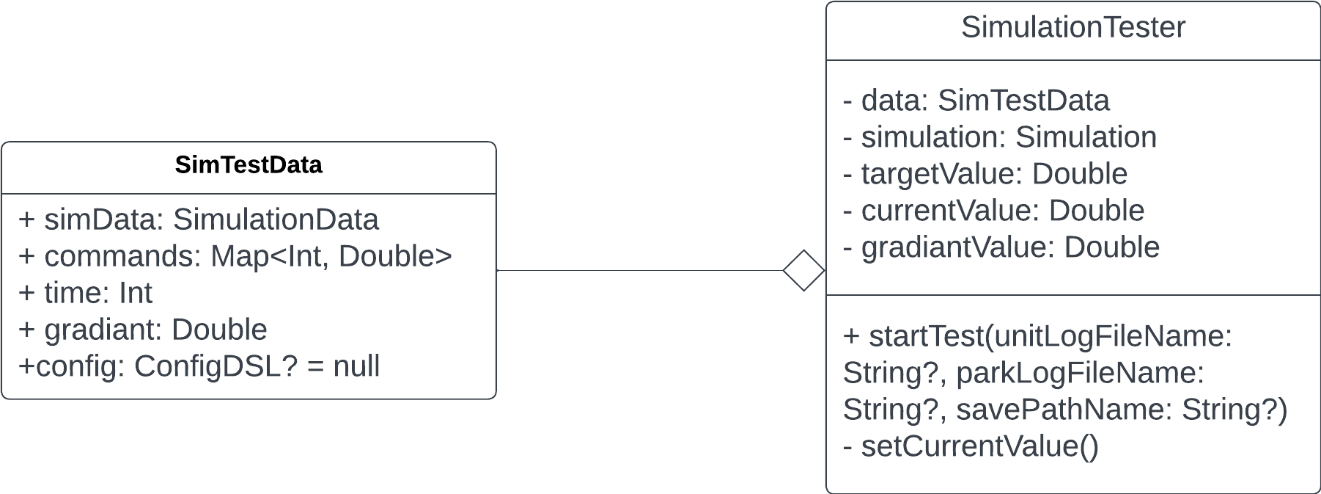 SimTestData
+ simData: SimulationData
+ commands: Map<Int, Double>
+ time: Int
+ gradiant: Double
+config: ConfigDSL? = null
SimulationTester
- data: SimTestData
- simulation: Simulation
- targetValue: Double
- currentValue: Double
- gradiantValue: Double
+ startTest(unitLogFileName:
String?, parkLogFileName:
String?, savePathName: String?)
- setCurrentValue()